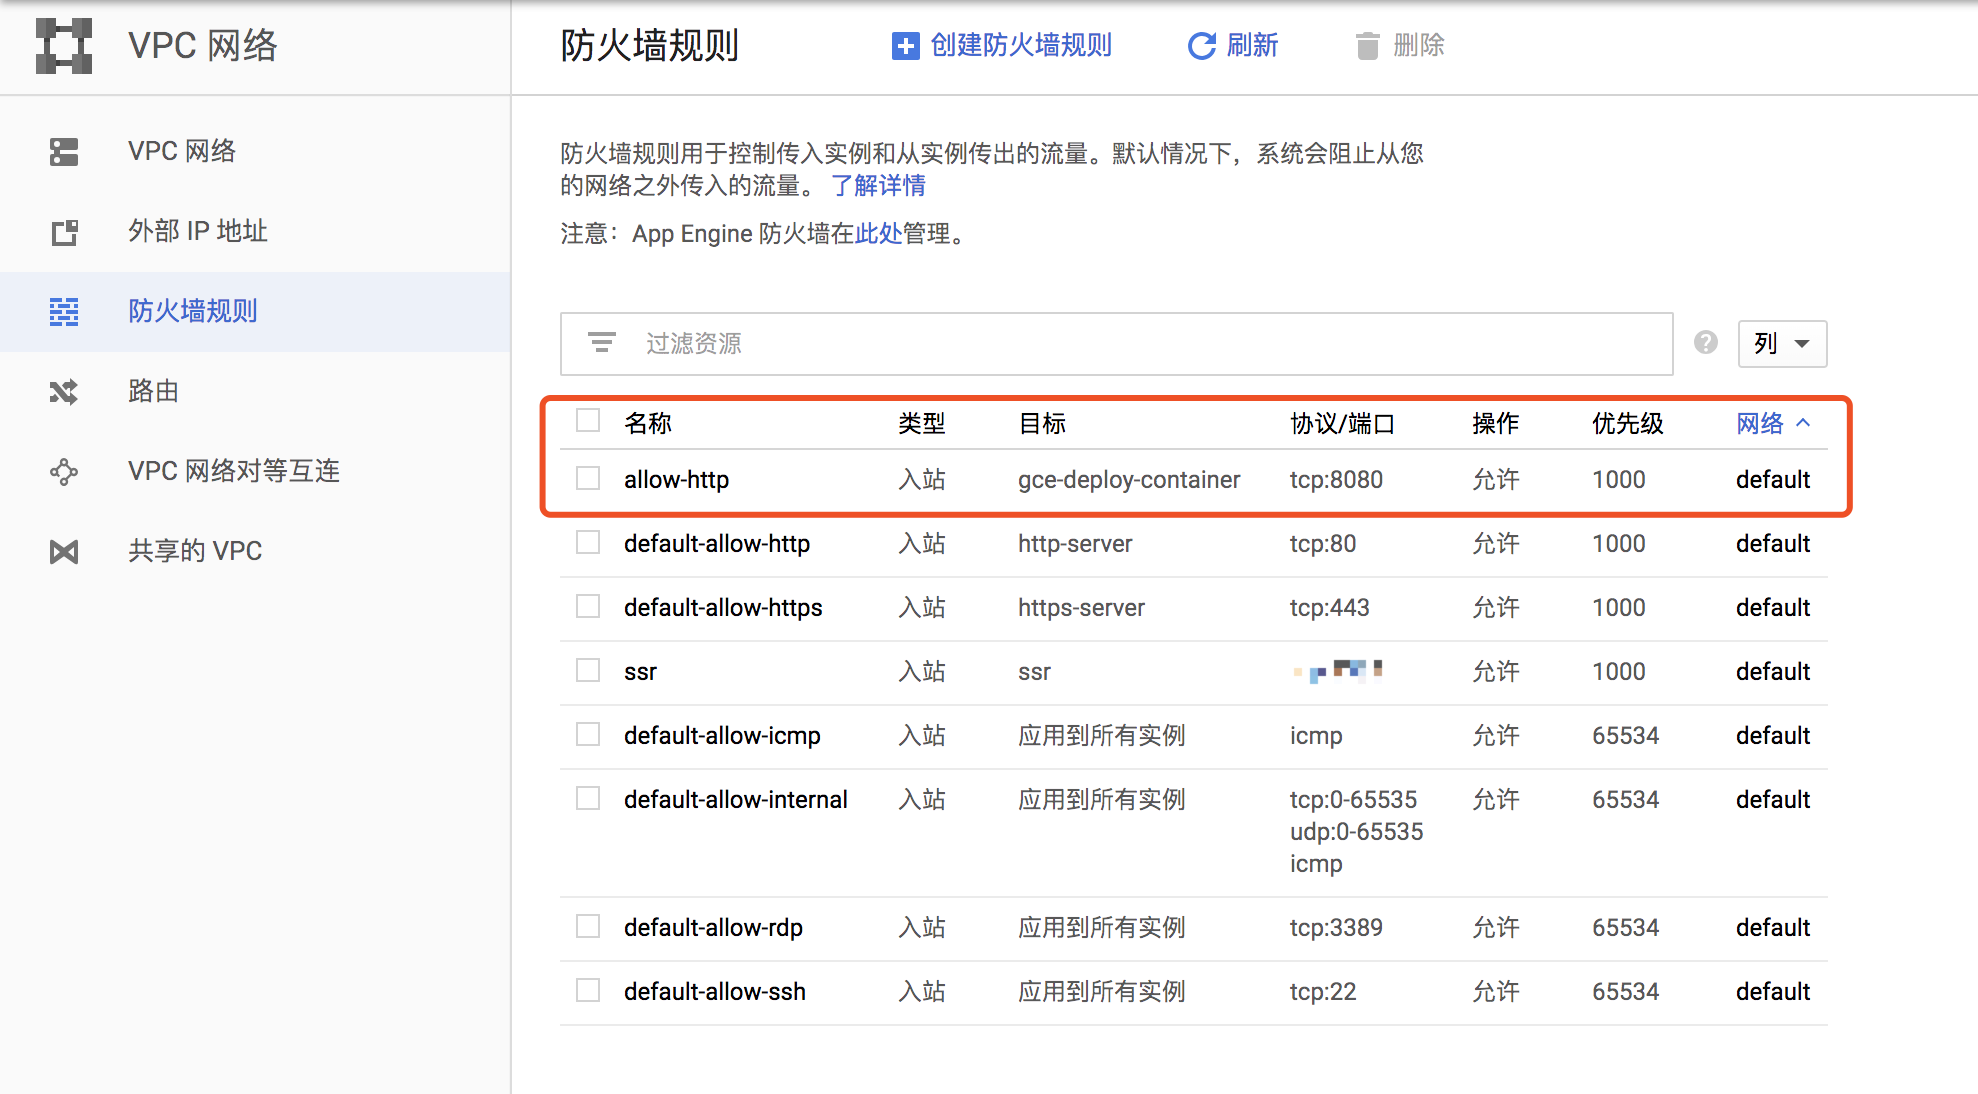 VPC 网络
防火墙规则
创建防火墙规则
刷新
删除
VPC 网络
外部 IP 地址
防火墙规则
路由
VPC 网络对等互连
共享的 VPC
防火墙规则用于控制传入实例和从实例传出的流量。默认情况下，系统会阻止从您
的网络之外传入的流量。 了解详情
注意：App Engine 防火墙在此处管理。
过滤资源
?
列
名称 类型 目标 协议/端口 操作 优先级 网络
allow-http 入站 gce-deploy-container tcp:8080 允许 1000 default
default-allow-http 入站 http-server tcp:80 允许 1000 default
default-allow-https 入站 https-server tcp:443 允许 1000 default
ssr 入站 ssr 允许 1000 default
default-allow-icmp 入站 应用到所有实例 icmp 允许 65534 default
default-allow-internal 入站 应用到所有实例 tcp:0-65535 允许 65534 default
udp:0-65535
icmp
default-allow-rdp 入站 应用到所有实例 tcp:3389 允许 65534 default
default-allow-ssh 入站 应用到所有实例 tcp:22 允许 65534 default